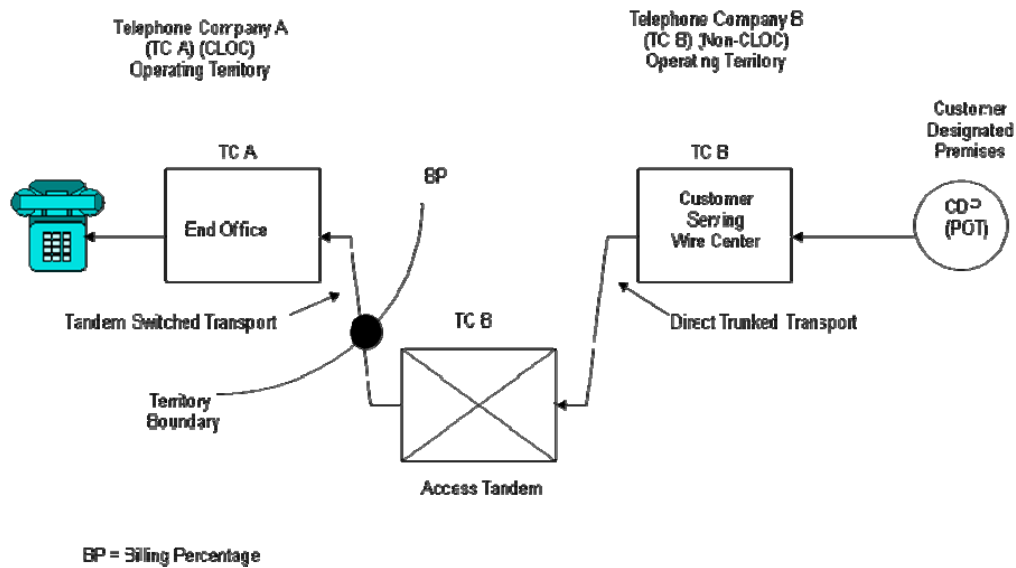 Telephone Company A
(TC A) (CLOC)
Operating Territory
Telephone Company B
(TC B) (Non-CLOC)
Operating Territory
Customer
Designated
Premises
TC A
BP
TC B
End Office
Customer
Serving
Wire Center
CDP
(POT)
Tandem Switched Transport
TC B
Direct Trunked Transport
Territory
Boundary
Access Tandem
BP = Billing Percentage